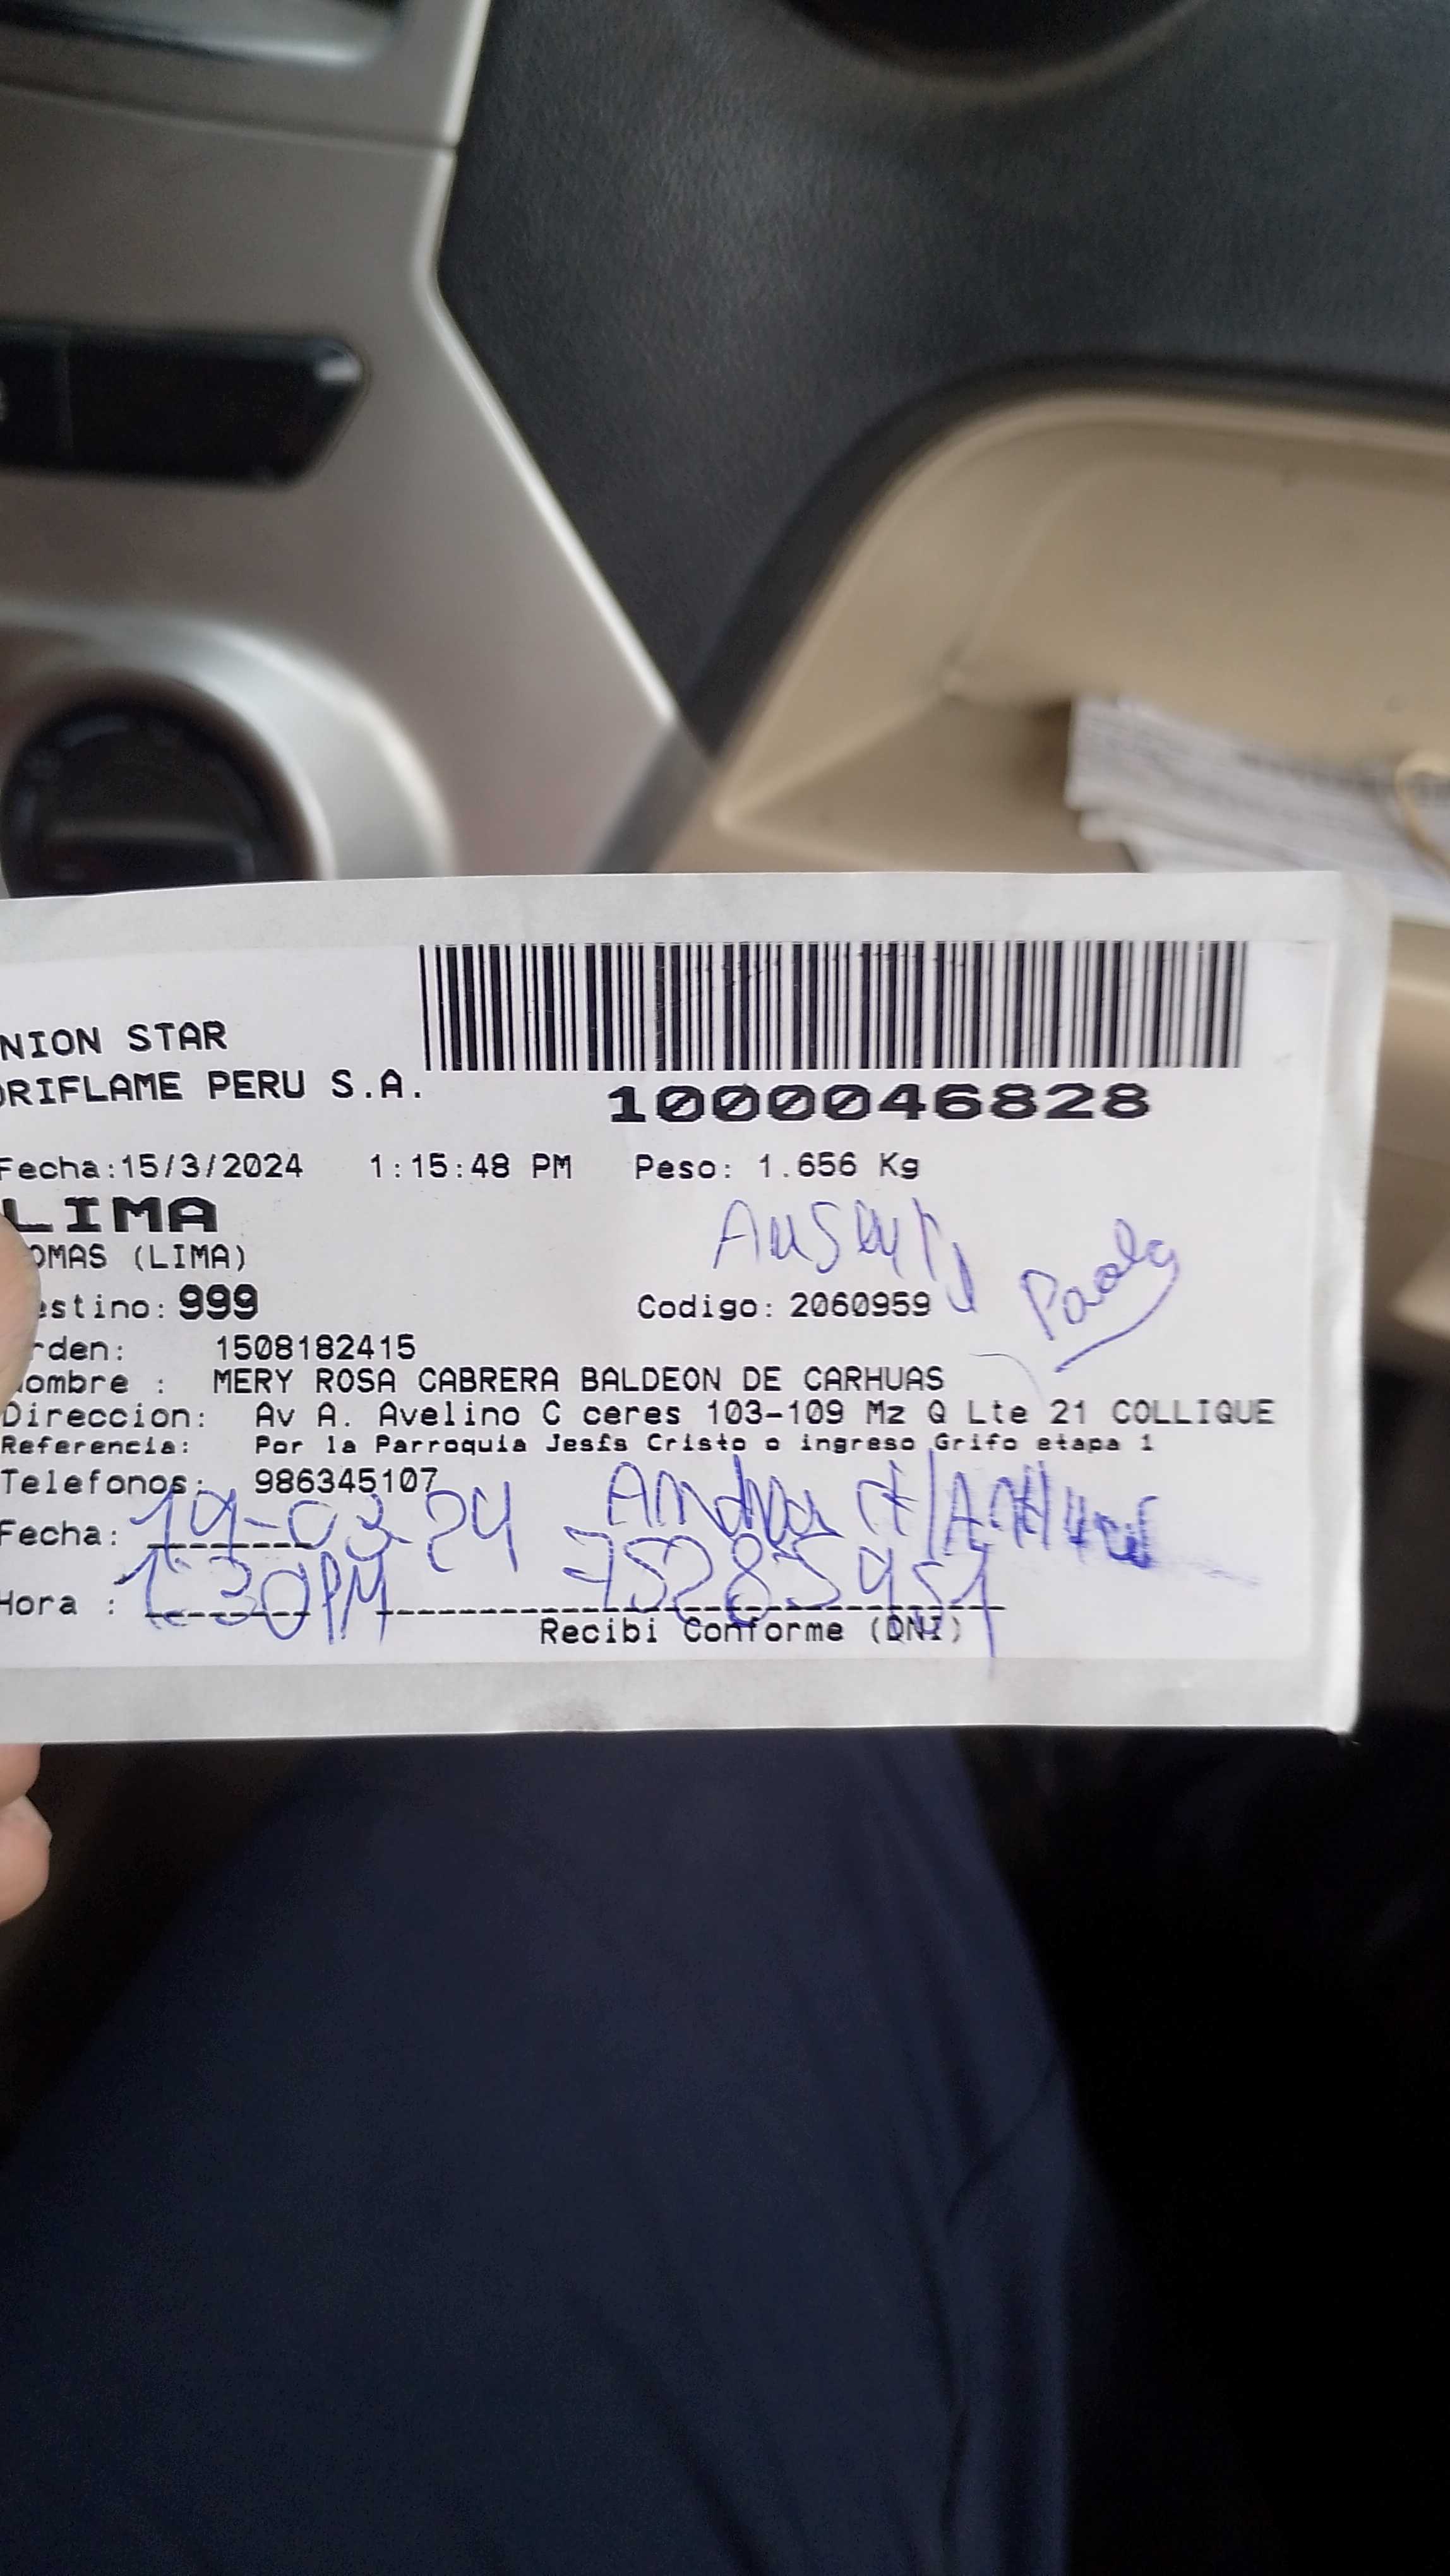 NION STAR
ORIFLAME PERU S.A.
1000046828
Fecha:15/3/2024 1:15:48 PM Peso: 1.656 Kg
LIMA
OMAS (LIMA)
Paola
estino: 999 Codigo: 2060959
rden: 1508182415
ombre : MERY ROSA CABRERA BALDEON DE CARHUAS
Direccion: Av A. Avelino C ceres 103-109 Mz Q Lte 21 COLLIQUE
Referencia: Por la Parroquia Jesfs Cristo o ingreso Grifo etapa 1
Telefonos: 986345107
Fecha: 19-03-24
Hora : 1:30PM 75285951
Recibi Conforme (DNI)